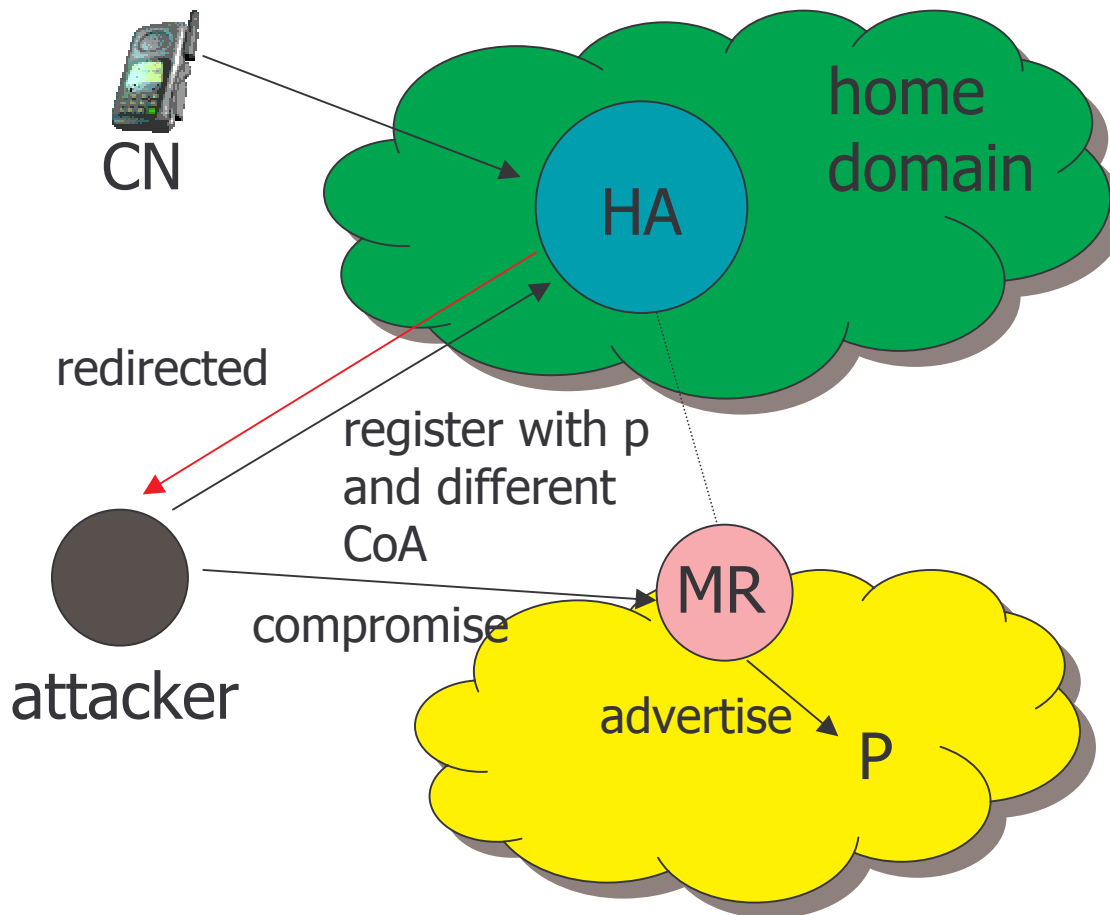 home
domain
CN
HA
redirected
register with p
and different
CoA
MR
compromise
attacker
advertise
P